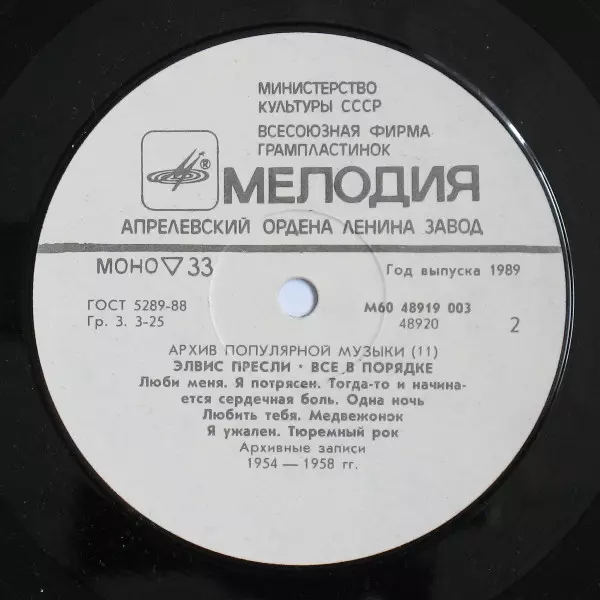 МИНИСТЕРСТВО
КУЛЬТУРЫ СССР
ВСЕСОЮЗНАЯ ФИРМА
ГРАМПЛАСТИНОК
®
МЕЛОДИЯ
АПРЕЛЕВСКИЙ ОРДЕНА ЛЕНИНА ЗАВОД
МОНО ▽ 33
Год выпуска 1989
ГОСТ 5289-88
Гр. 3. 3-25
М60 48919 003
48920
2
АРХИВ ПОПУЛЯРНОЙ МУЗЫКИ (11)
ЭЛВИС ПРЕСЛИ · ВСЕ В ПОРЯДКЕ
Люби меня. Я потрясен. Тогда-то и начина-
ется сердечная боль. Одна ночь
Любить тебя. Медвежонок
Я ужален. Тюремный рок
Архивные записи
1954 — 1958 гг.